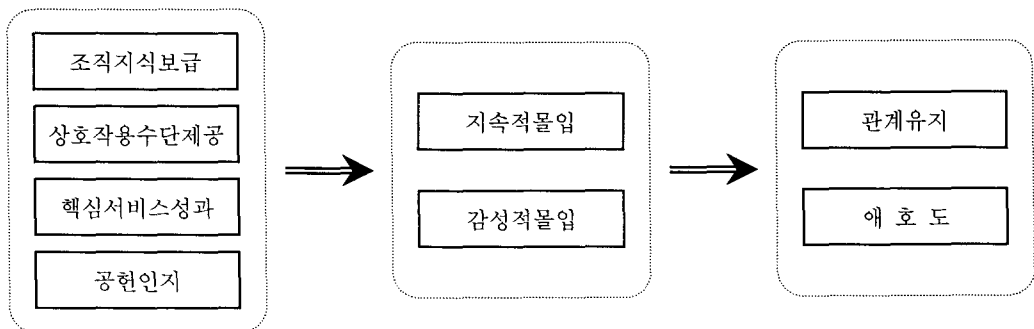 조직지식보급
상호작용수단제공
핵심서비스성과
공헌인지
지속적몰입
감성적몰입
관계유지
애 호 도